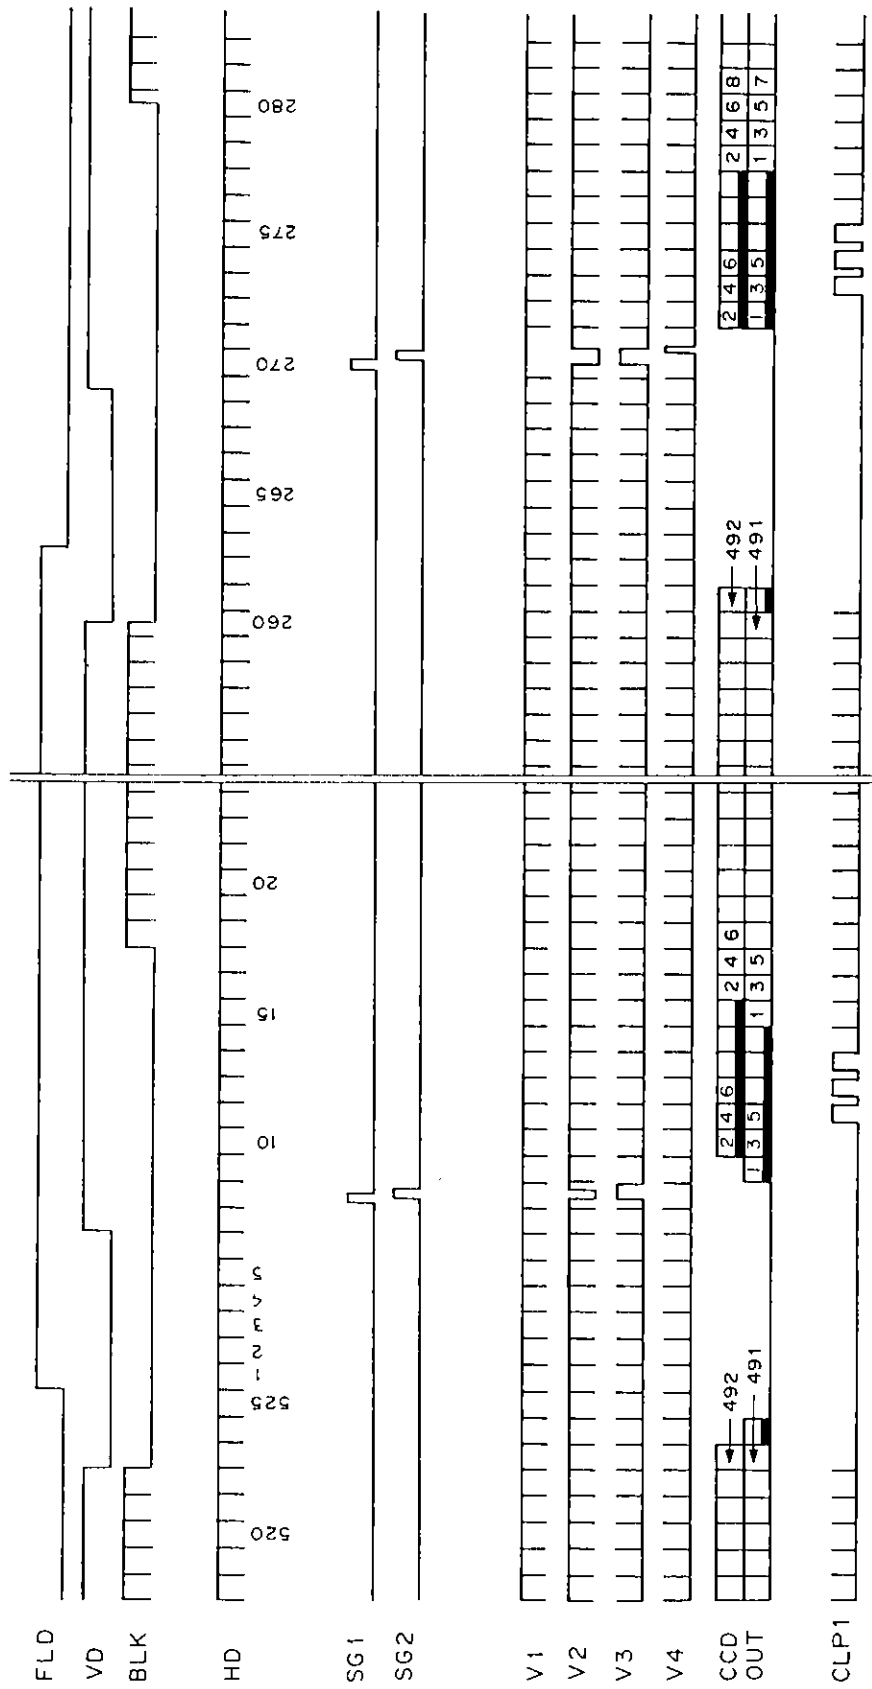 FLD
VD
BLK
HD
520 525 1 2 3 4 5 10 15 20 260 265 270 275 280
SG1
SG2
V1
V2
V3
V4
CCD
OUT
492 2 4 6 2 4 6 492 2 4 6 2 4 6 8
491 1 3 5 1 3 5 491 1 3 5 1 3 5 7
CLP1